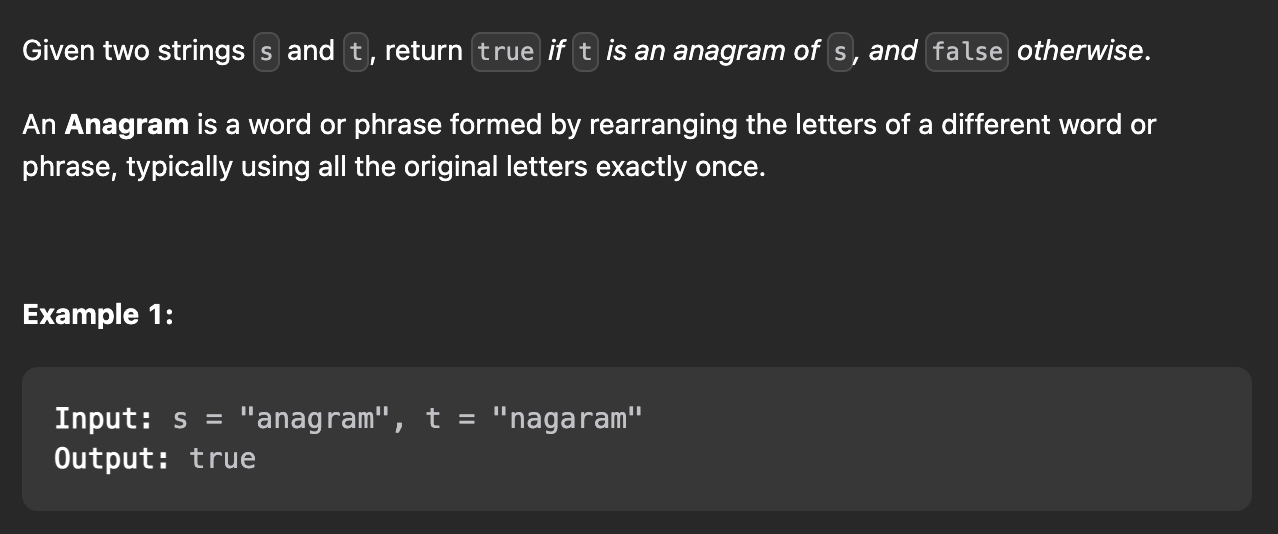 Given two strings s and t, return true if t is an anagram of s, and false otherwise.
An Anagram is a word or phrase formed by rearranging the letters of a different word or
phrase, typically using all the original letters exactly once.
Example 1:
Input: s = "anagram", t = "nagaram"
Output: true